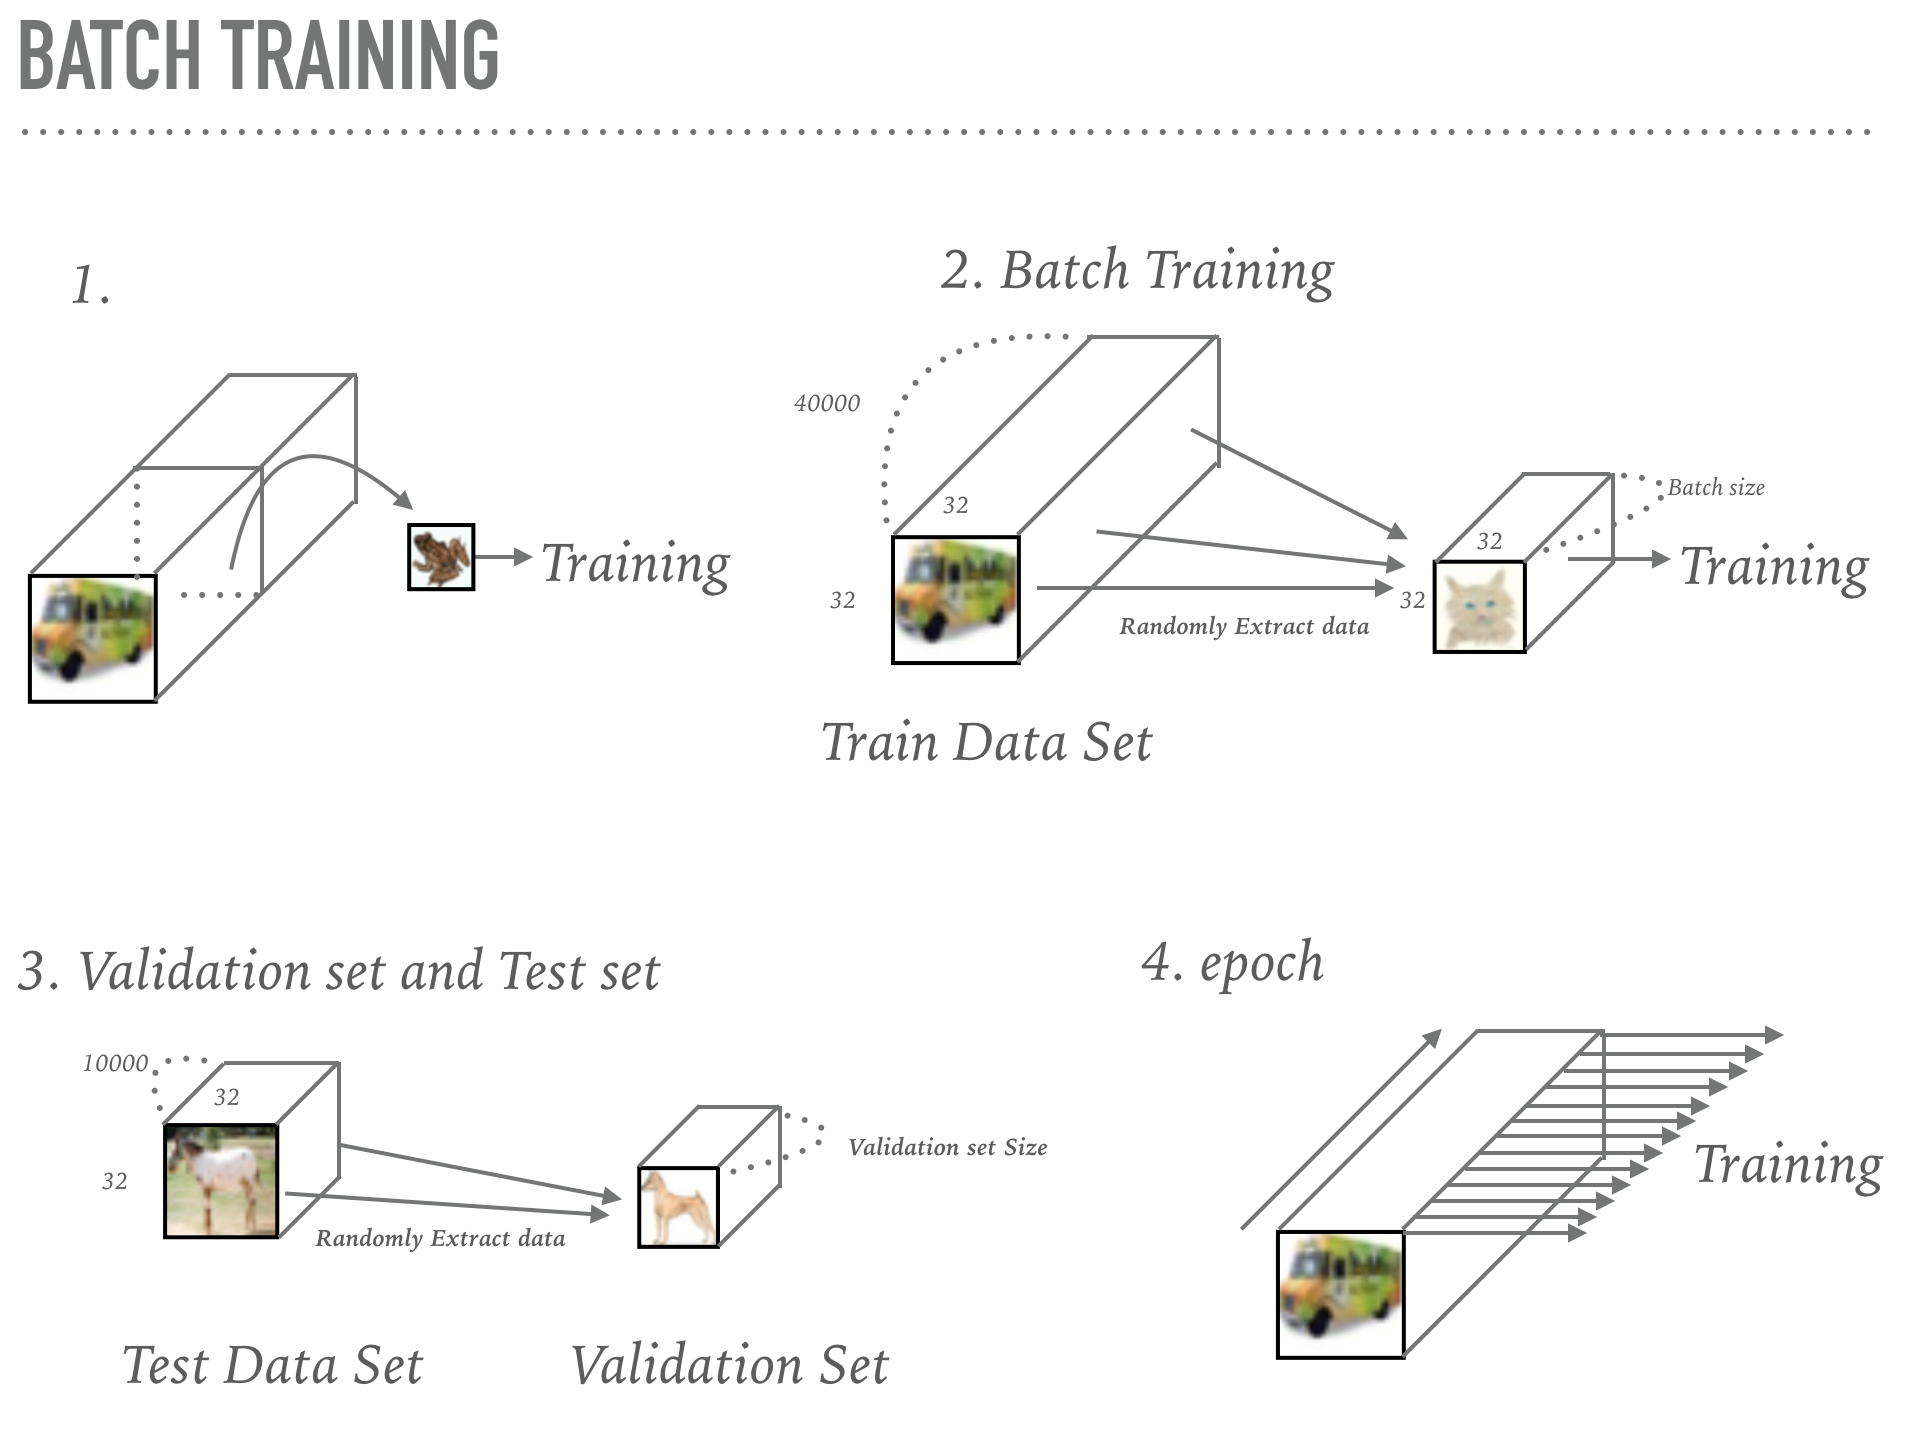 BATCH TRAINING
1.
Training
2. Batch Training
40000
32
32
Randomly Extract data
32
32
Batch size
Training
Train Data Set
3. Validation set and Test set
10000
32
32
Randomly Extract data
Validation set Size
Test Data Set
Validation Set
4. epoch
Training